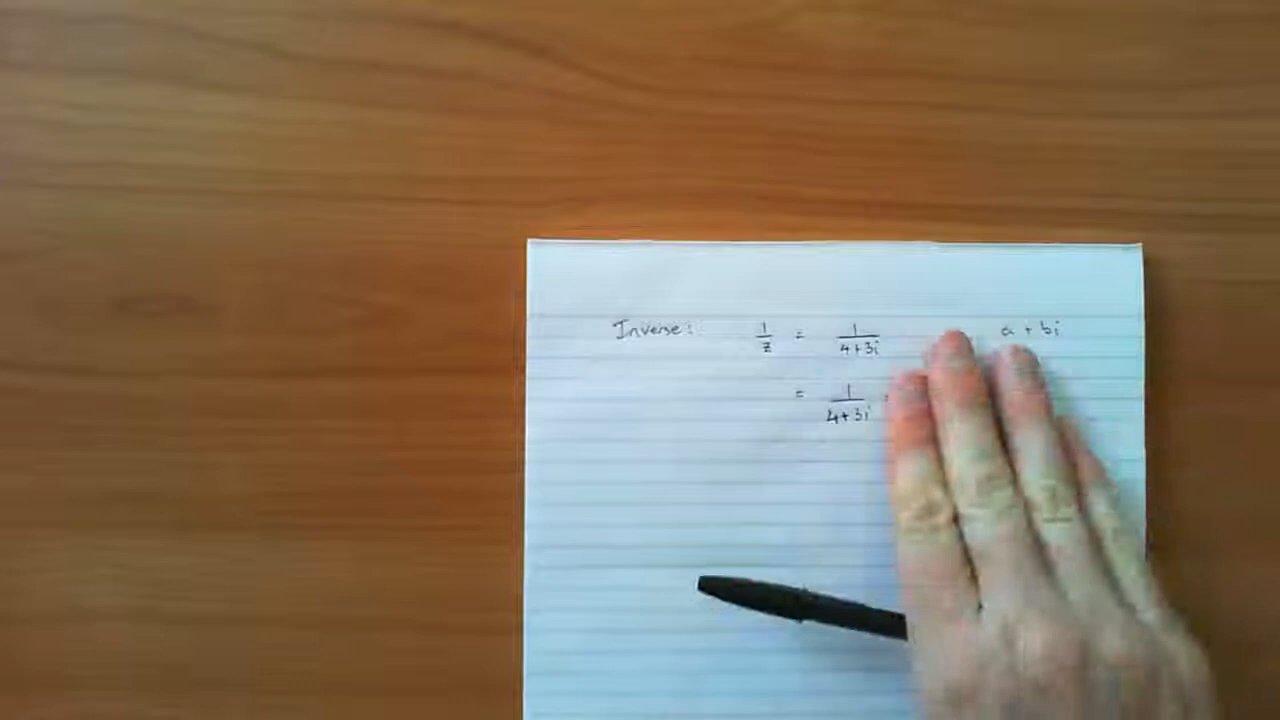 Inverse: 1/z = 1/(4+3i) a + bi
= 1/(4+3i)